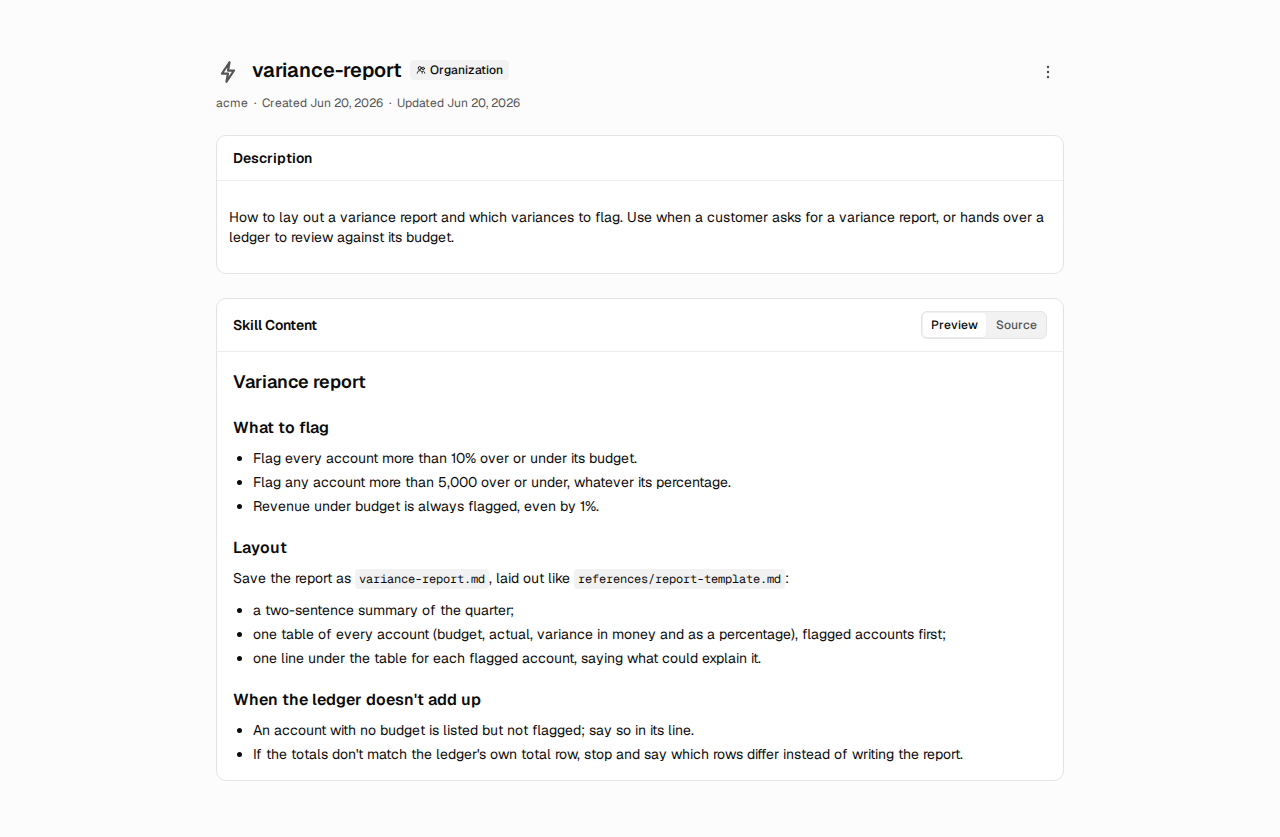 variance-report Organization
acme · Created Jun 20, 2026 · Updated Jun 20, 2026
Description
How to lay out a variance report and which variances to flag. Use when a customer asks for a variance report, or hands over a
ledger to review against its budget.
Skill Content
Preview Source
Variance report
What to flag
• Flag every account more than 10% over or under its budget.
• Flag any account more than 5,000 over or under, whatever its percentage.
• Revenue under budget is always flagged, even by 1%.
Layout
Save the report as variance-report.md, laid out like references/report-template.md:
• a two-sentence summary of the quarter;
• one table of every account (budget, actual, variance in money and as a percentage), flagged accounts first;
• one line under the table for each flagged account, saying what could explain it.
When the ledger doesn't add up
• An account with no budget is listed but not flagged; say so in its line.
• If the totals don't match the ledger's own total row, stop and say which rows differ instead of writing the report.